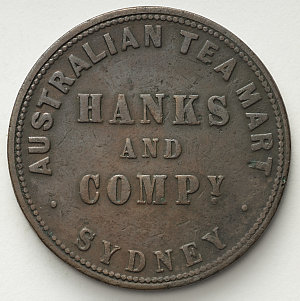 AUSTRALIAN TEA MART
HANKS
AND
COMPY
· SYDNEY ·